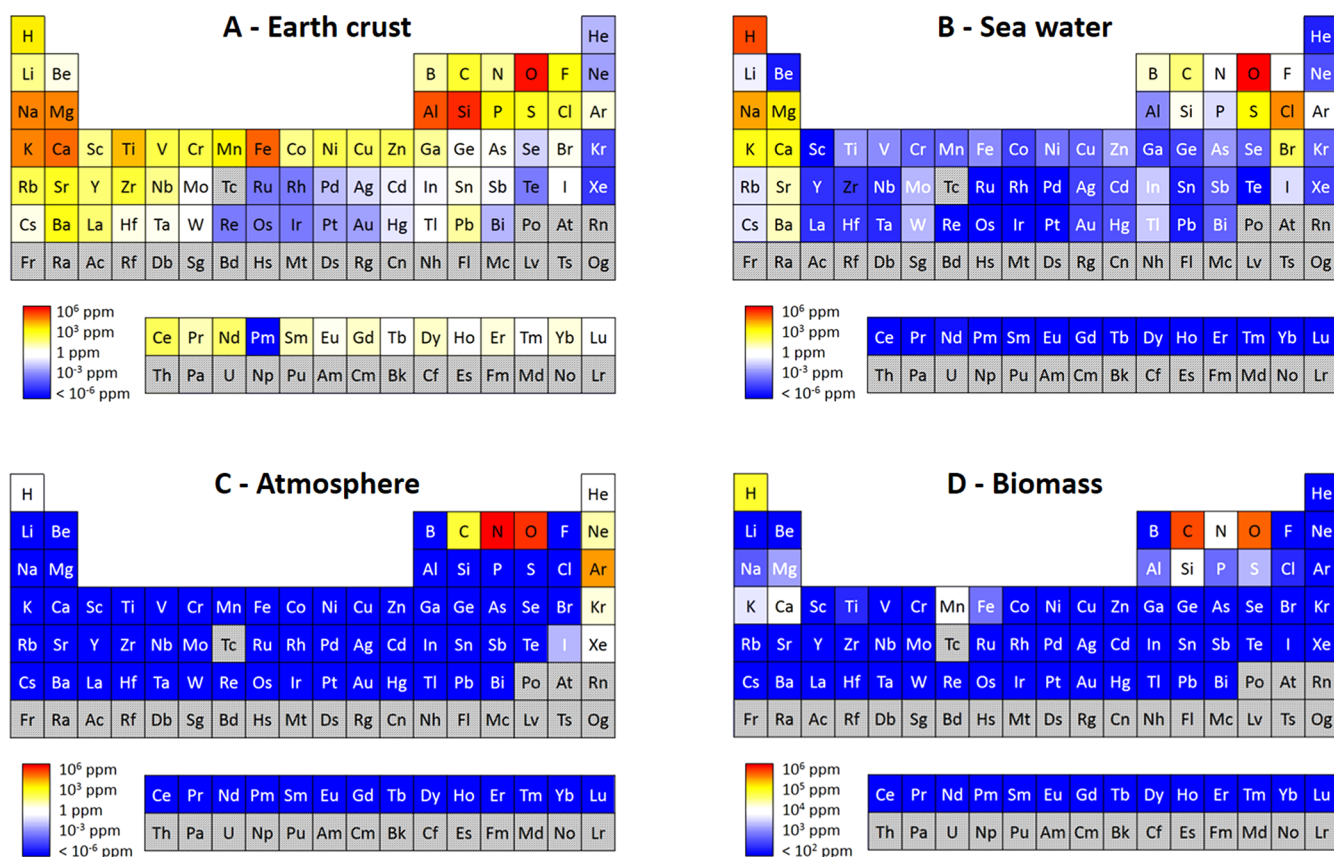 A - Earth crust
H He
Li Be B C N O F Ne
Na Mg Al Si P S Cl Ar
K Ca Sc Ti V Cr Mn Fe Co Ni Cu Zn Ga Ge As Se Br Kr
Rb Sr Y Zr Nb Mo Tc Ru Rh Pd Ag Cd In Sn Sb Te I Xe
Cs Ba La Hf Ta W Re Os Ir Pt Au Hg Tl Pb Bi Po At Rn
Fr Ra Ac Rf Db Sg Bd Hs Mt Ds Rg Cn Nh Fl Mc Lv Ts Og
10⁶ ppm
10³ ppm
1 ppm
10⁻³ ppm
< 10⁻⁶ ppm
Ce Pr Nd Pm Sm Eu Gd Tb Dy Ho Er Tm Yb Lu
Th Pa U Np Pu Am Cm Bk Cf Es Fm Md No Lr
B - Sea water
H He
Li Be B C N O F Ne
Na Mg Al Si P S Cl Ar
K Ca Sc Ti V Cr Mn Fe Co Ni Cu Zn Ga Ge As Se Br Kr
Rb Sr Y Zr Nb Mo Tc Ru Rh Pd Ag Cd In Sn Sb Te I Xe
Cs Ba La Hf Ta W Re Os Ir Pt Au Hg Tl Pb Bi Po At Rn
Fr Ra Ac Rf Db Sg Bd Hs Mt Ds Rg Cn Nh Fl Mc Lv Ts Og
10⁶ ppm
10³ ppm
1 ppm
10⁻³ ppm
< 10⁻⁶ ppm
Ce Pr Nd Pm Sm Eu Gd Tb Dy Ho Er Tm Yb Lu
Th Pa U Np Pu Am Cm Bk Cf Es Fm Md No Lr
C - Atmosphere
H He
Li Be B C N O F Ne
Na Mg Al Si P S Cl Ar
K Ca Sc Ti V Cr Mn Fe Co Ni Cu Zn Ga Ge As Se Br Kr
Rb Sr Y Zr Nb Mo Tc Ru Rh Pd Ag Cd In Sn Sb Te I Xe
Cs Ba La Hf Ta W Re Os Ir Pt Au Hg Tl Pb Bi Po At Rn
Fr Ra Ac Rf Db Sg Bd Hs Mt Ds Rg Cn Nh Fl Mc Lv Ts Og
10⁶ ppm
10³ ppm
1 ppm
10⁻³ ppm
< 10⁻⁶ ppm
Ce Pr Nd Pm Sm Eu Gd Tb Dy Ho Er Tm Yb Lu
Th Pa U Np Pu Am Cm Bk Cf Es Fm Md No Lr
D - Biomass
H He
Li Be B C N O F Ne
Na Mg Al Si P S Cl Ar
K Ca Sc Ti V Cr Mn Fe Co Ni Cu Zn Ga Ge As Se Br Kr
Rb Sr Y Zr Nb Mo Tc Ru Rh Pd Ag Cd In Sn Sb Te I Xe
Cs Ba La Hf Ta W Re Os Ir Pt Au Hg Tl Pb Bi Po At Rn
Fr Ra Ac Rf Db Sg Bd Hs Mt Ds Rg Cn Nh Fl Mc Lv Ts Og
10⁶ ppm
10⁵ ppm
10⁴ ppm
10³ ppm
< 10² ppm
Ce Pr Nd Pm Sm Eu Gd Tb Dy Ho Er Tm Yb Lu
Th Pa U Np Pu Am Cm Bk Cf Es Fm Md No Lr